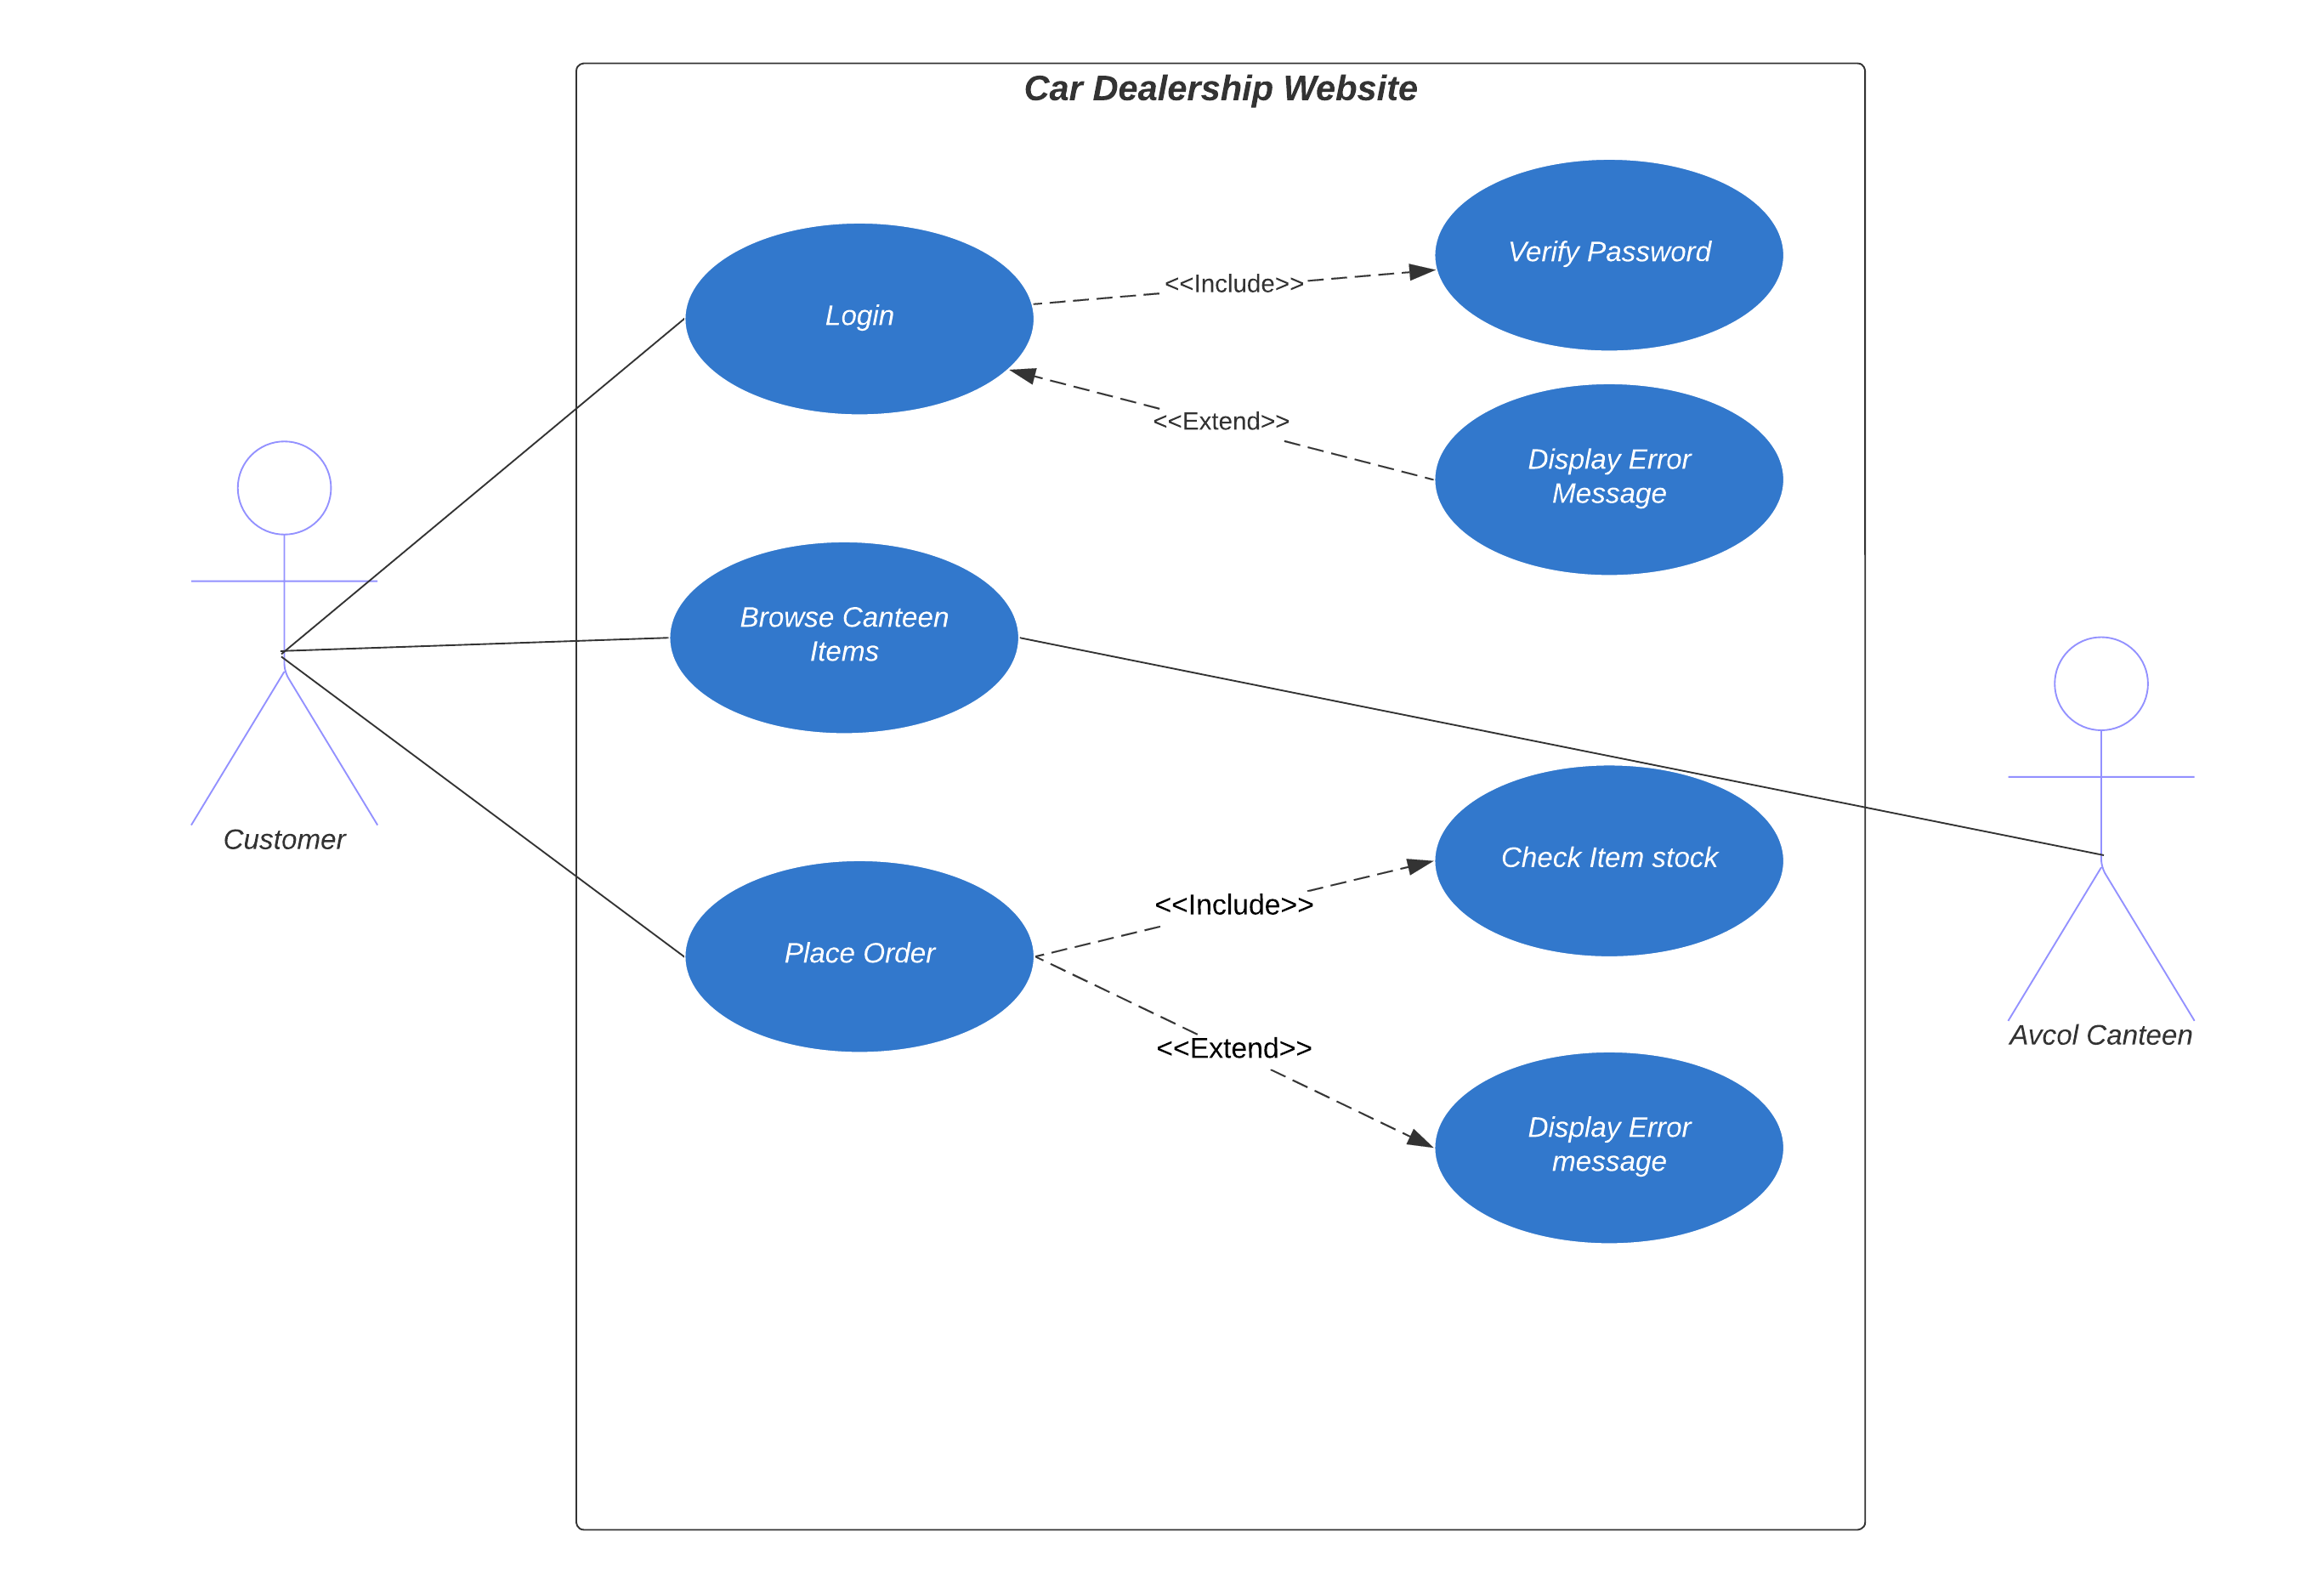 Car Dealership Website
Verify Password
<<Include>>
Login
<<Extend>>
Display Error
Message
Browse Canteen
Items
Customer
Check Item stock
<<Include>>
Place Order
Avcol Canteen
<<Extend>>
Display Error
message